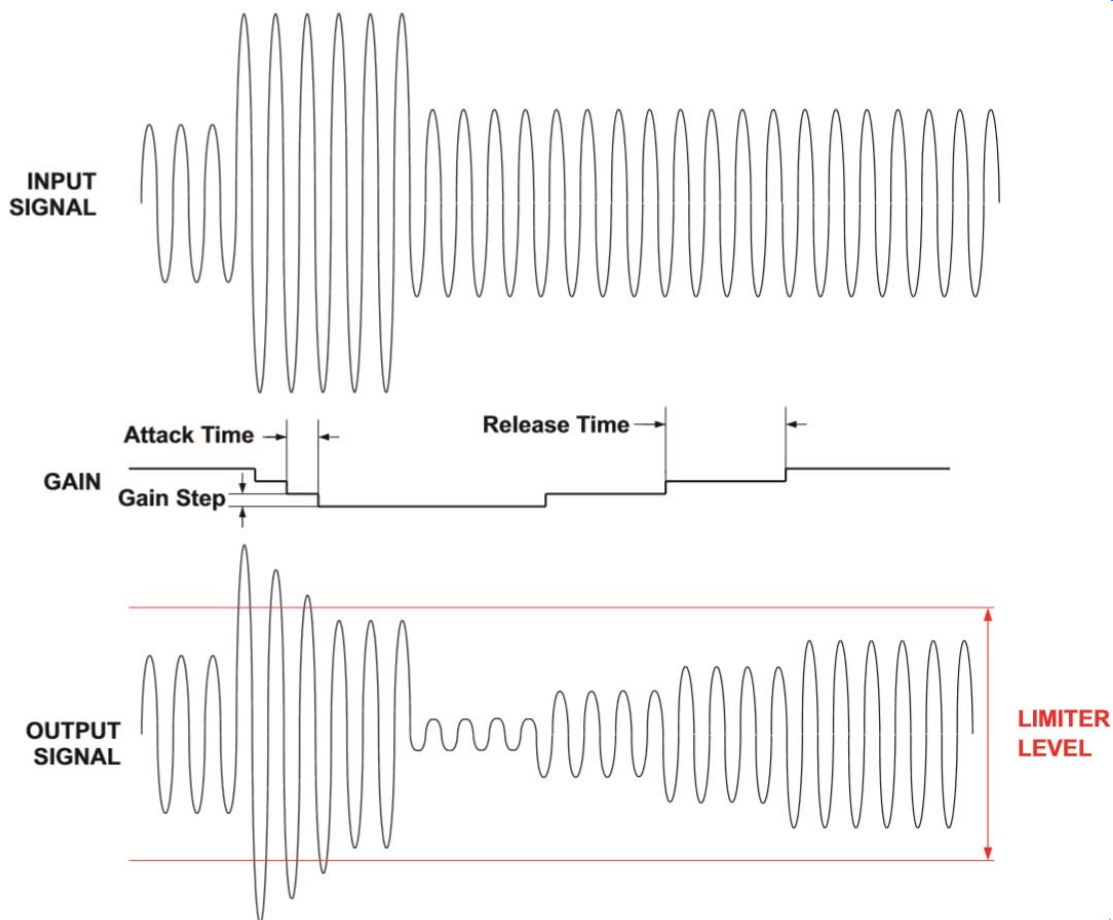 INPUT
SIGNAL
Attack Time
Release Time
GAIN
Gain Step
OUTPUT
SIGNAL
LIMITER
LEVEL